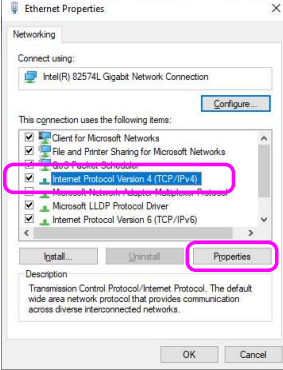 Ethernet Properties
Networking
Connect using:
Intel(R) 82574L Gigabit Network Connection
Configure...
This connection uses the following items:
Client for Microsoft Networks
File and Printer Sharing for Microsoft Networks
QoS Packet Scheduler
Internet Protocol Version 4 (TCP/IPv4)
Microsoft Network Adapter Multiplexor Protocol
Microsoft LLDP Protocol Driver
Internet Protocol Version 6 (TCP/IPv6)
Install...
Uninstall
Properties
Description
Transmission Control Protocol/Internet Protocol. The default
wide area network protocol that provides communication
across diverse interconnected networks.
OK
Cancel